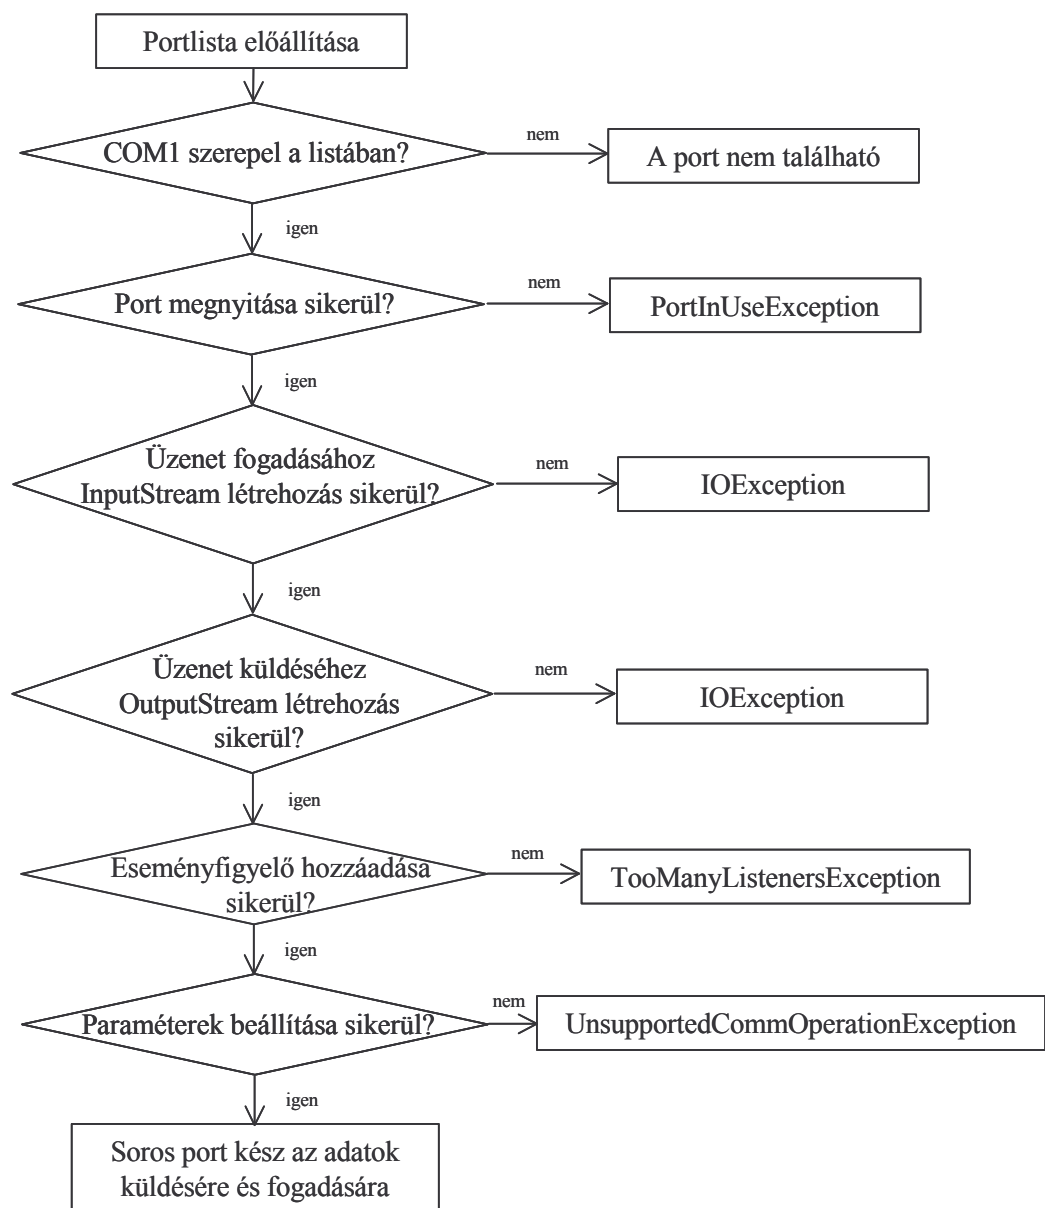 Portlista előállítása
COM1 szerepel a listában?
nem
A port nem található
igen
Port megnyitása sikerül?
nem
PortInUseException
igen
Üzenet fogadásához
InputStream létrehozás sikerül?
nem
IOException
igen
Üzenet küldéséhez
OutputStream létrehozás
sikerül?
nem
IOException
igen
Eseményfigyelő hozzáadása
sikerül?
nem
TooManyListenersException
igen
Paraméterek beállítása sikerül?
nem
UnsupportedCommOperationException
igen
Soros port kész az adatok
küldésére és fogadására